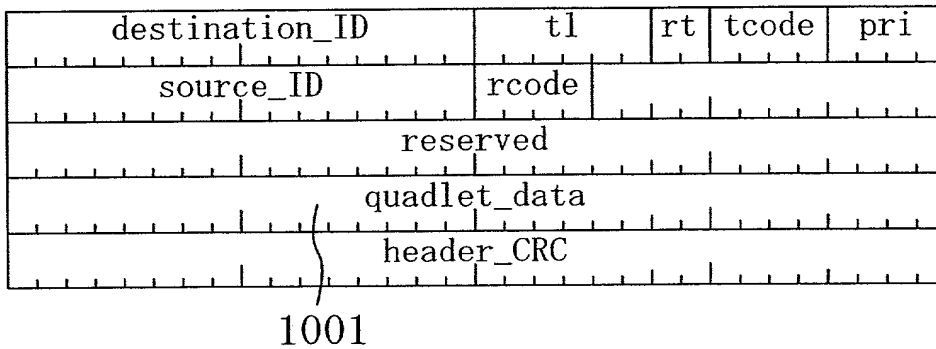 destination_ID tl rt tcode pri
source_ID rcode
reserved
quadlet_data
header_CRC
1001